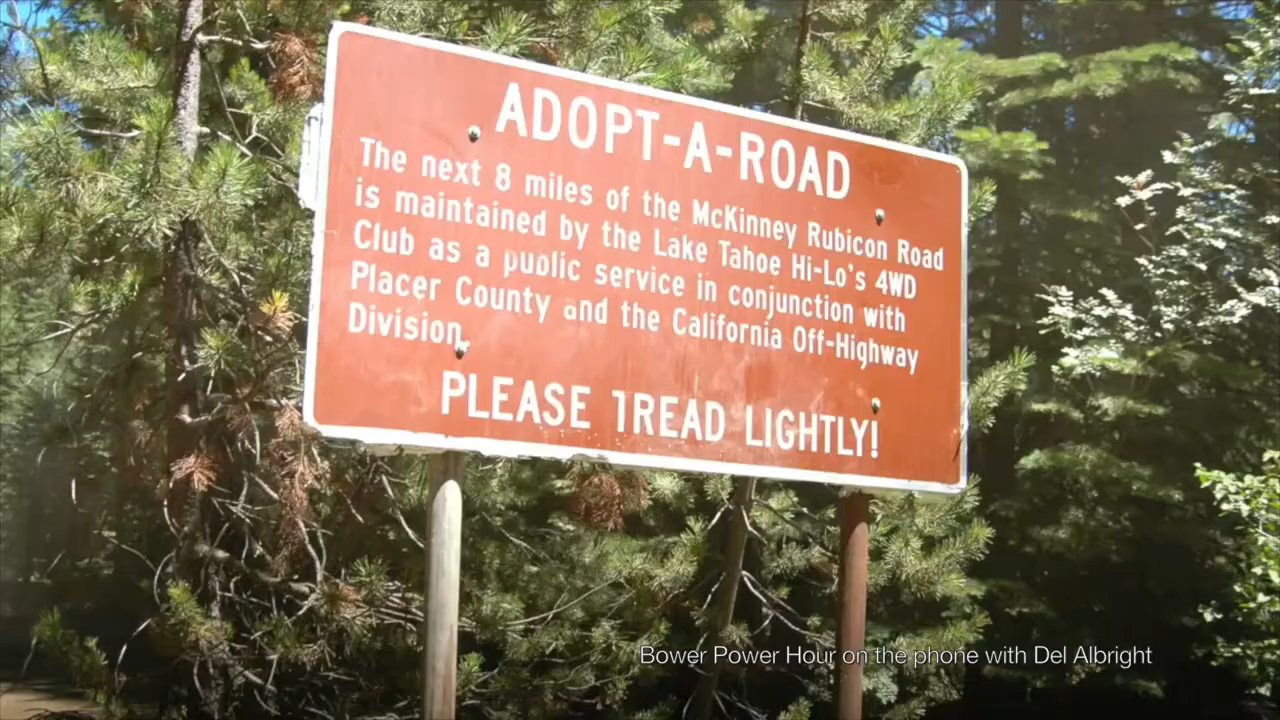 ADOPT-A-ROAD
The next 8 miles of the McKinney Rubicon Road
is maintained by the Lake Tahoe Hi-Lo's 4WD
Club as a public service in conjunction with
Placer County and the California Off-Highway
Division.
PLEASE TREAD LIGHTLY!
Bower Power Hour on the phone with Del Albright